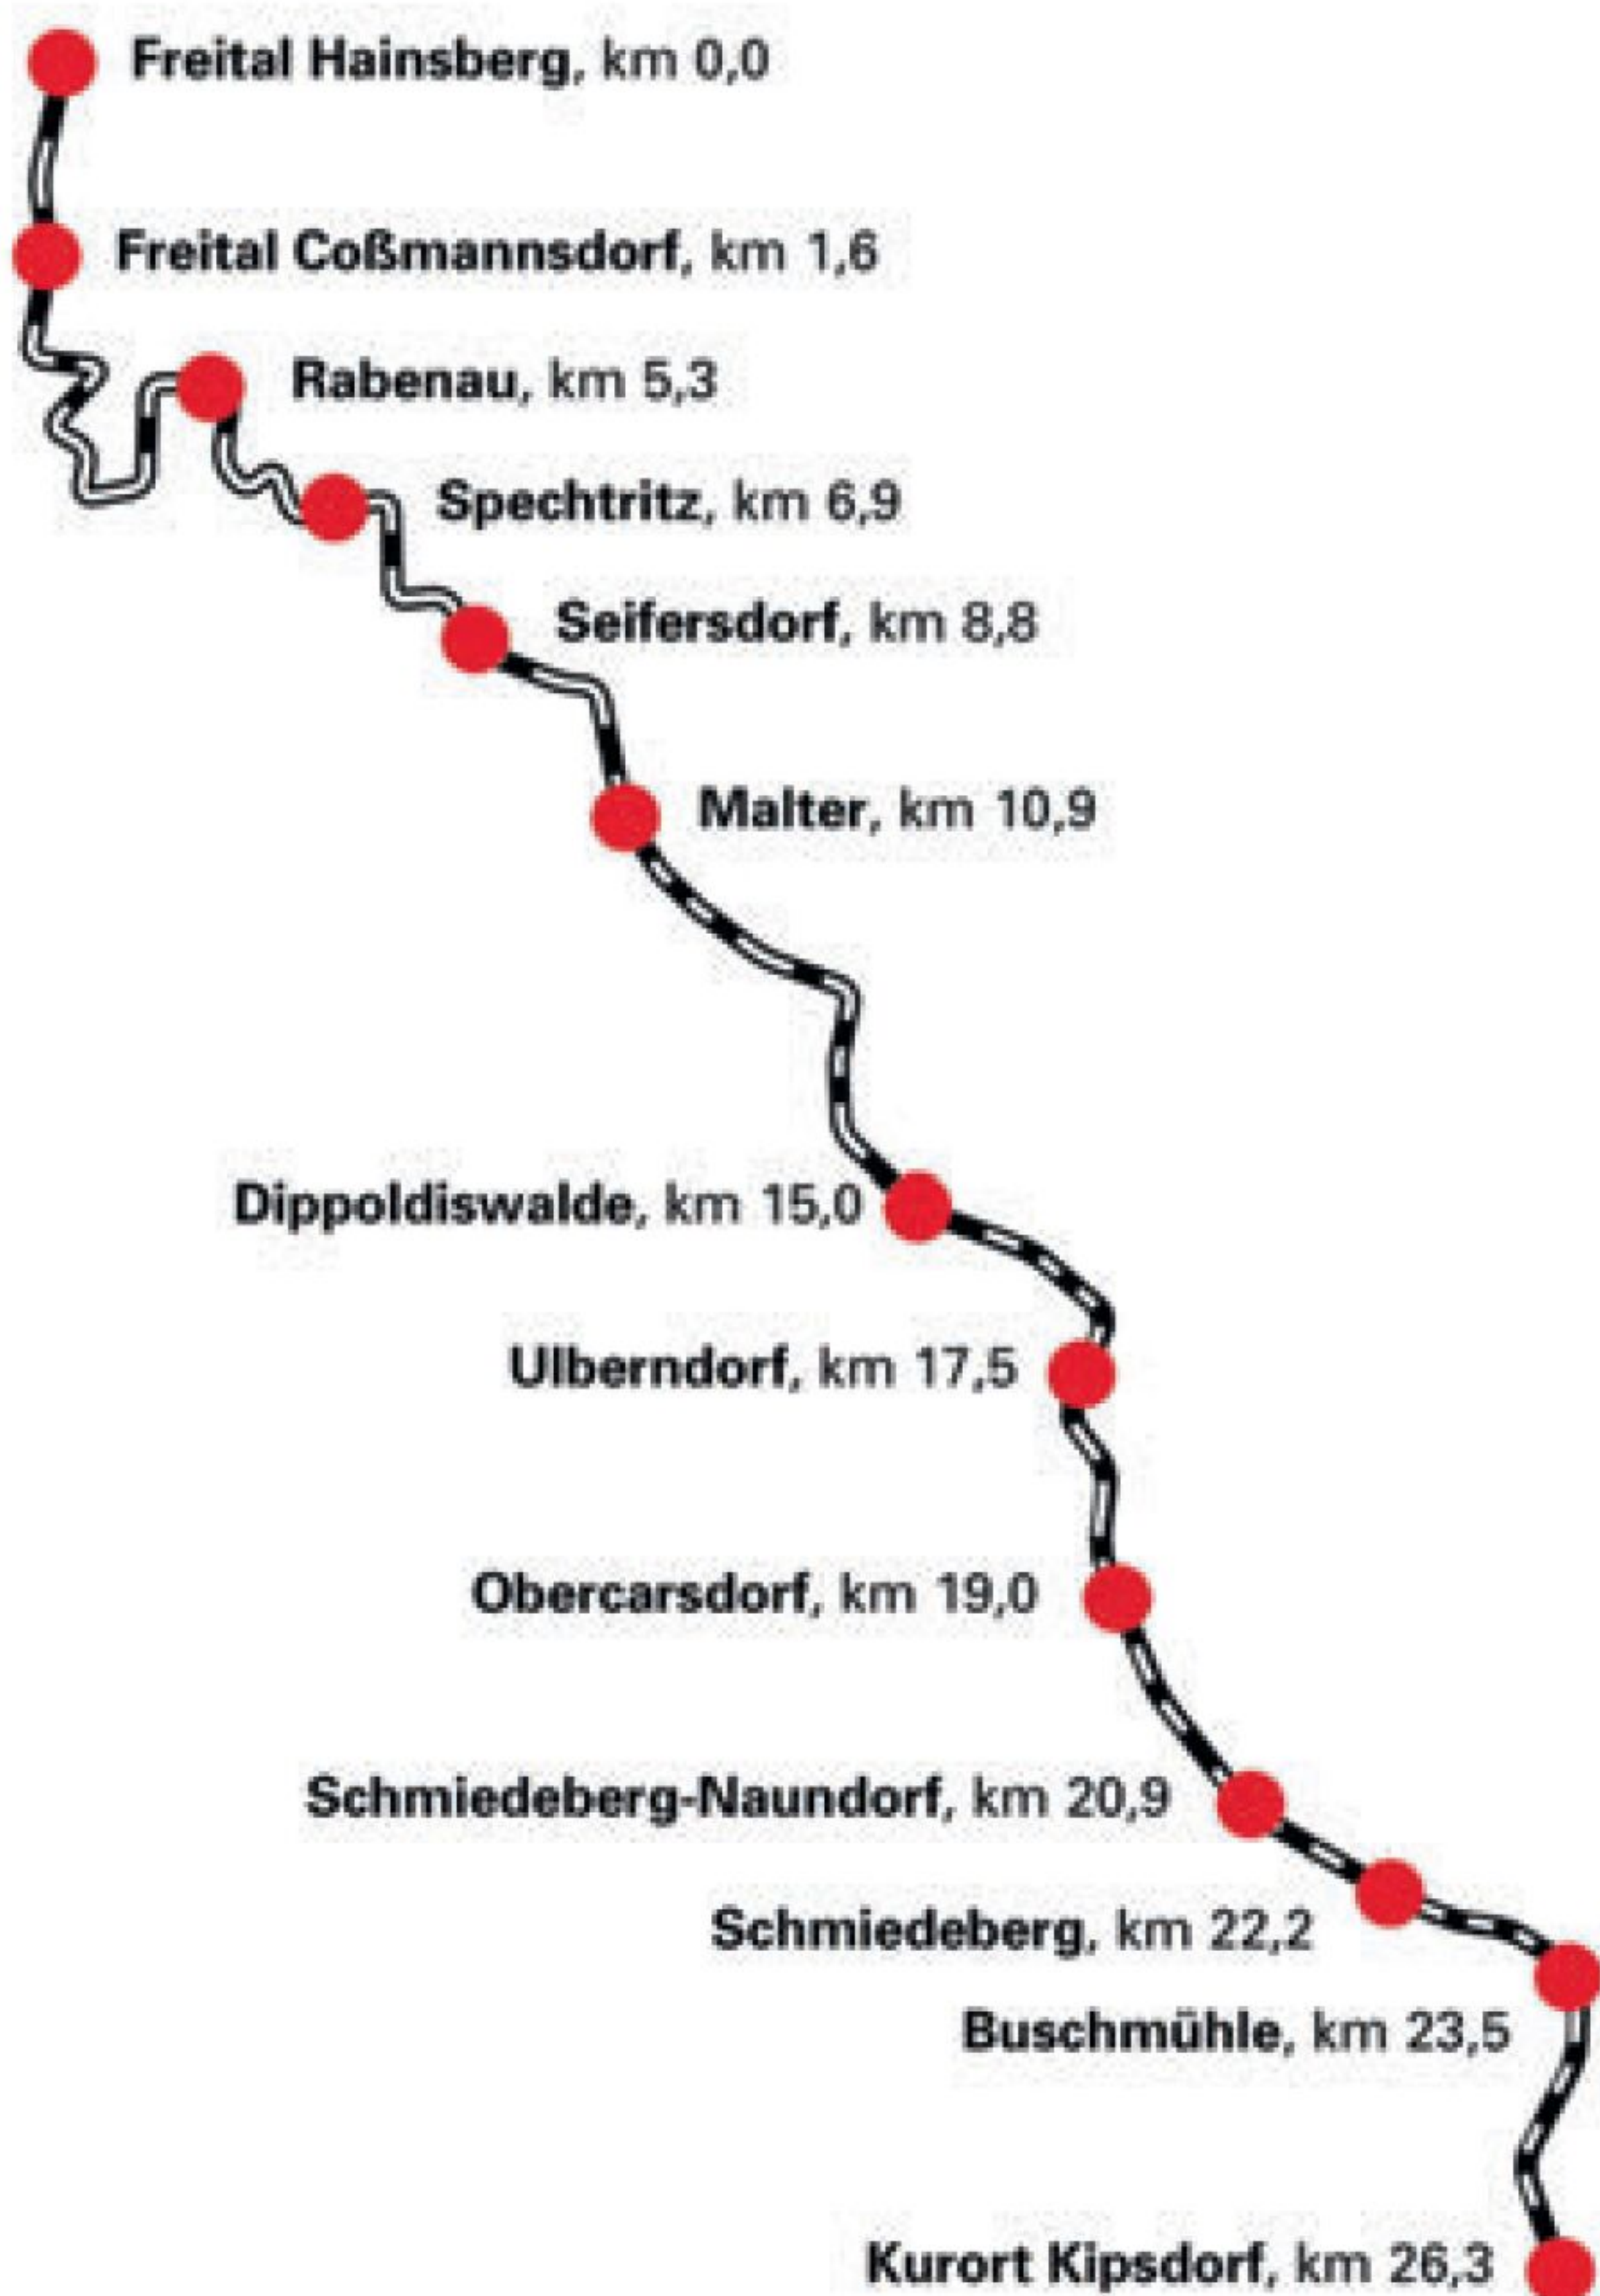 Freital Hainsberg, km 0,0
Freital Coßmannsdorf, km 1,6
Rabenau, km 5,3
Spechtritz, km 6,9
Seifersdorf, km 8,8
Malter, km 10,9
Dippoldiswalde, km 15,0
Ulberndorf, km 17,5
Obercarsdorf, km 19,0
Schmiedeberg-Naundorf, km 20,9
Schmiedeberg, km 22,2
Buschmühle, km 23,5
Kurort Kipsdorf, km 26,3